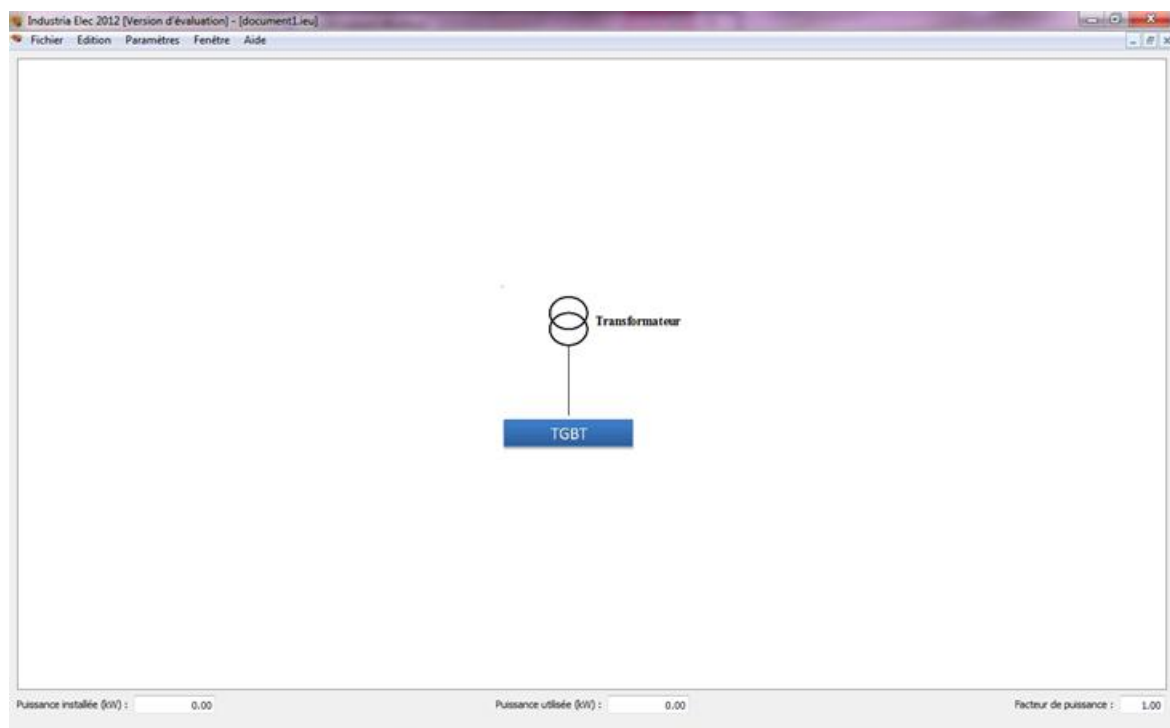 Industria Elec 2012 [Version d'évaluation] - [document1.ieu]
Fichier Edition Paramètres Fenêtre Aide
Transformateur
TGBT
Puissance installée (kW) : 0.00 Puissance utilisée (kW) : 0.00 Facteur de puissance : 1.00